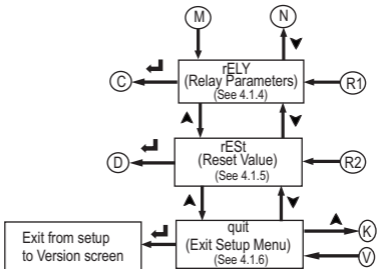 M
N
rELY
C
(Relay Parameters)
R1
(See 4.1.4)
rESt
D
(Reset Value)
R2
(See 4.1.5)
quit
K
Exit from setup
to Version screen
(Exit Setup Menu)
(See 4.1.6)
V